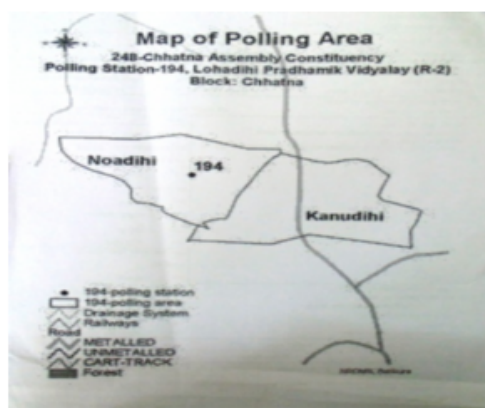 Map of Polling Area
248-Chhatna Assembly Constituency
Polling Station-194, Lohadihi Pradhamik Vidyalay (R-2)
Block: Chhatna
Noadihi
194
Kanudihi
194-polling station
194-polling area
Drainage System
Railways
Road
METALLED
UNMETALLED
CART-TRACK
Forest